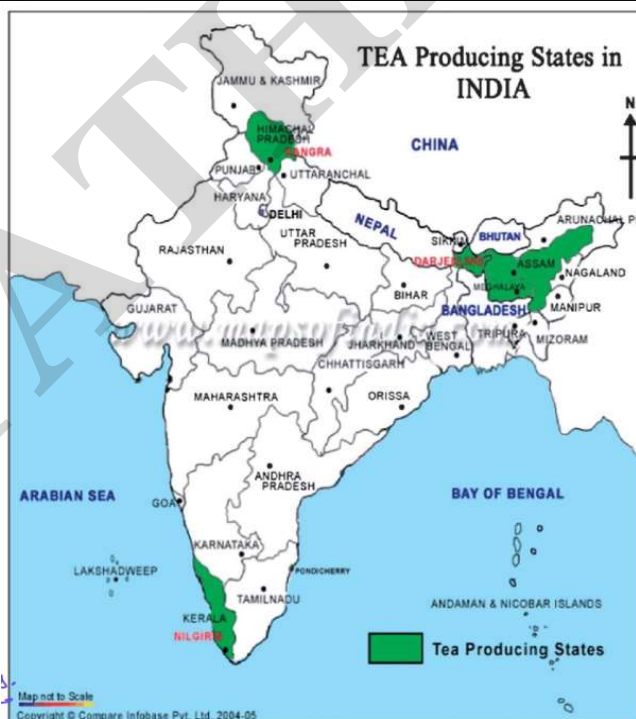 TEA Producing States in
INDIA
N
JAMMU & KASHMIR
CHINA
HIMACHAL
PRADESH
KANGRA
PUNJAB
UTTARANCHAL
HARYANA
DELHI
NEPAL
SIKKIM
BHUTAN
ARUNACHAL P
RAJASTHAN
UTTAR
PRADESH
DARJEELING
ASSAM
NAGALAND
MEGHALAYA
BIHAR
MANIPUR
GUJARAT
BANGLADESH
www.mapsofindia.com
MADHYA PRADESH
JHARKHAND
WEST
BENGAL
TRIPURA
MIZORAM
CHHATTISGARH
MAHARASHTRA
ORISSA
ANDHRA
PRADESH
ARABIAN SEA
BAY OF BENGAL
GOA
KARNATAKA
LAKSHADWEEP
PONDICHERRY
TAMILNADU
ANDAMAN & NICOBAR ISLANDS
KERALA
NILGIRIS
Tea Producing States
Map not to Scale
Copyright © Compare Infobase Pvt. Ltd. 2004-05